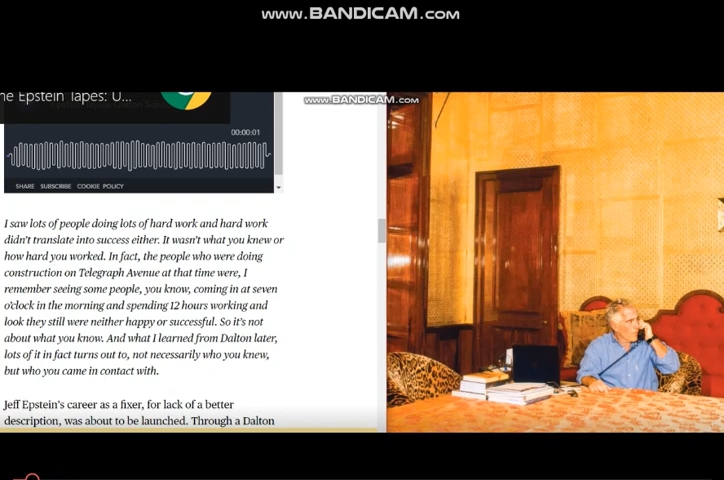 www.BANDICAM.com
ne Epstein Tapes: U...
www.BANDICAM.com
00:00:01
SHARE SUBSCRIBE COOKIE POLICY
I saw lots of people doing lots of hard work and hard work
didn't translate into success either. It wasn't what you knew or
how hard you worked. In fact, the people who were doing
construction on Telegraph Avenue at that time were, I
remember seeing some people, you know, coming in at seven
o'clock in the morning and spending 12 hours working and
look they still were neither happy or successful. So it's not
about what you know. And what I learned from Dalton later,
lots of it in fact turns out to, not necessarily who you knew,
but who you came in contact with.
Jeff Epstein's career as a fixer, for lack of a better
description, was about to be launched. Through a Dalton